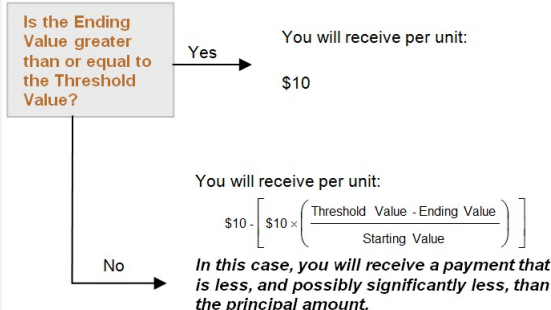 Is the Ending
Value greater
than or equal to
the Threshold
Value?
Yes
You will receive per unit:
$10
You will receive per unit:
$10 - [ $10 × ( Threshold Value - Ending Value
Starting Value ) ]
No
In this case, you will receive a payment that
is less, and possibly significantly less, than
the principal amount.